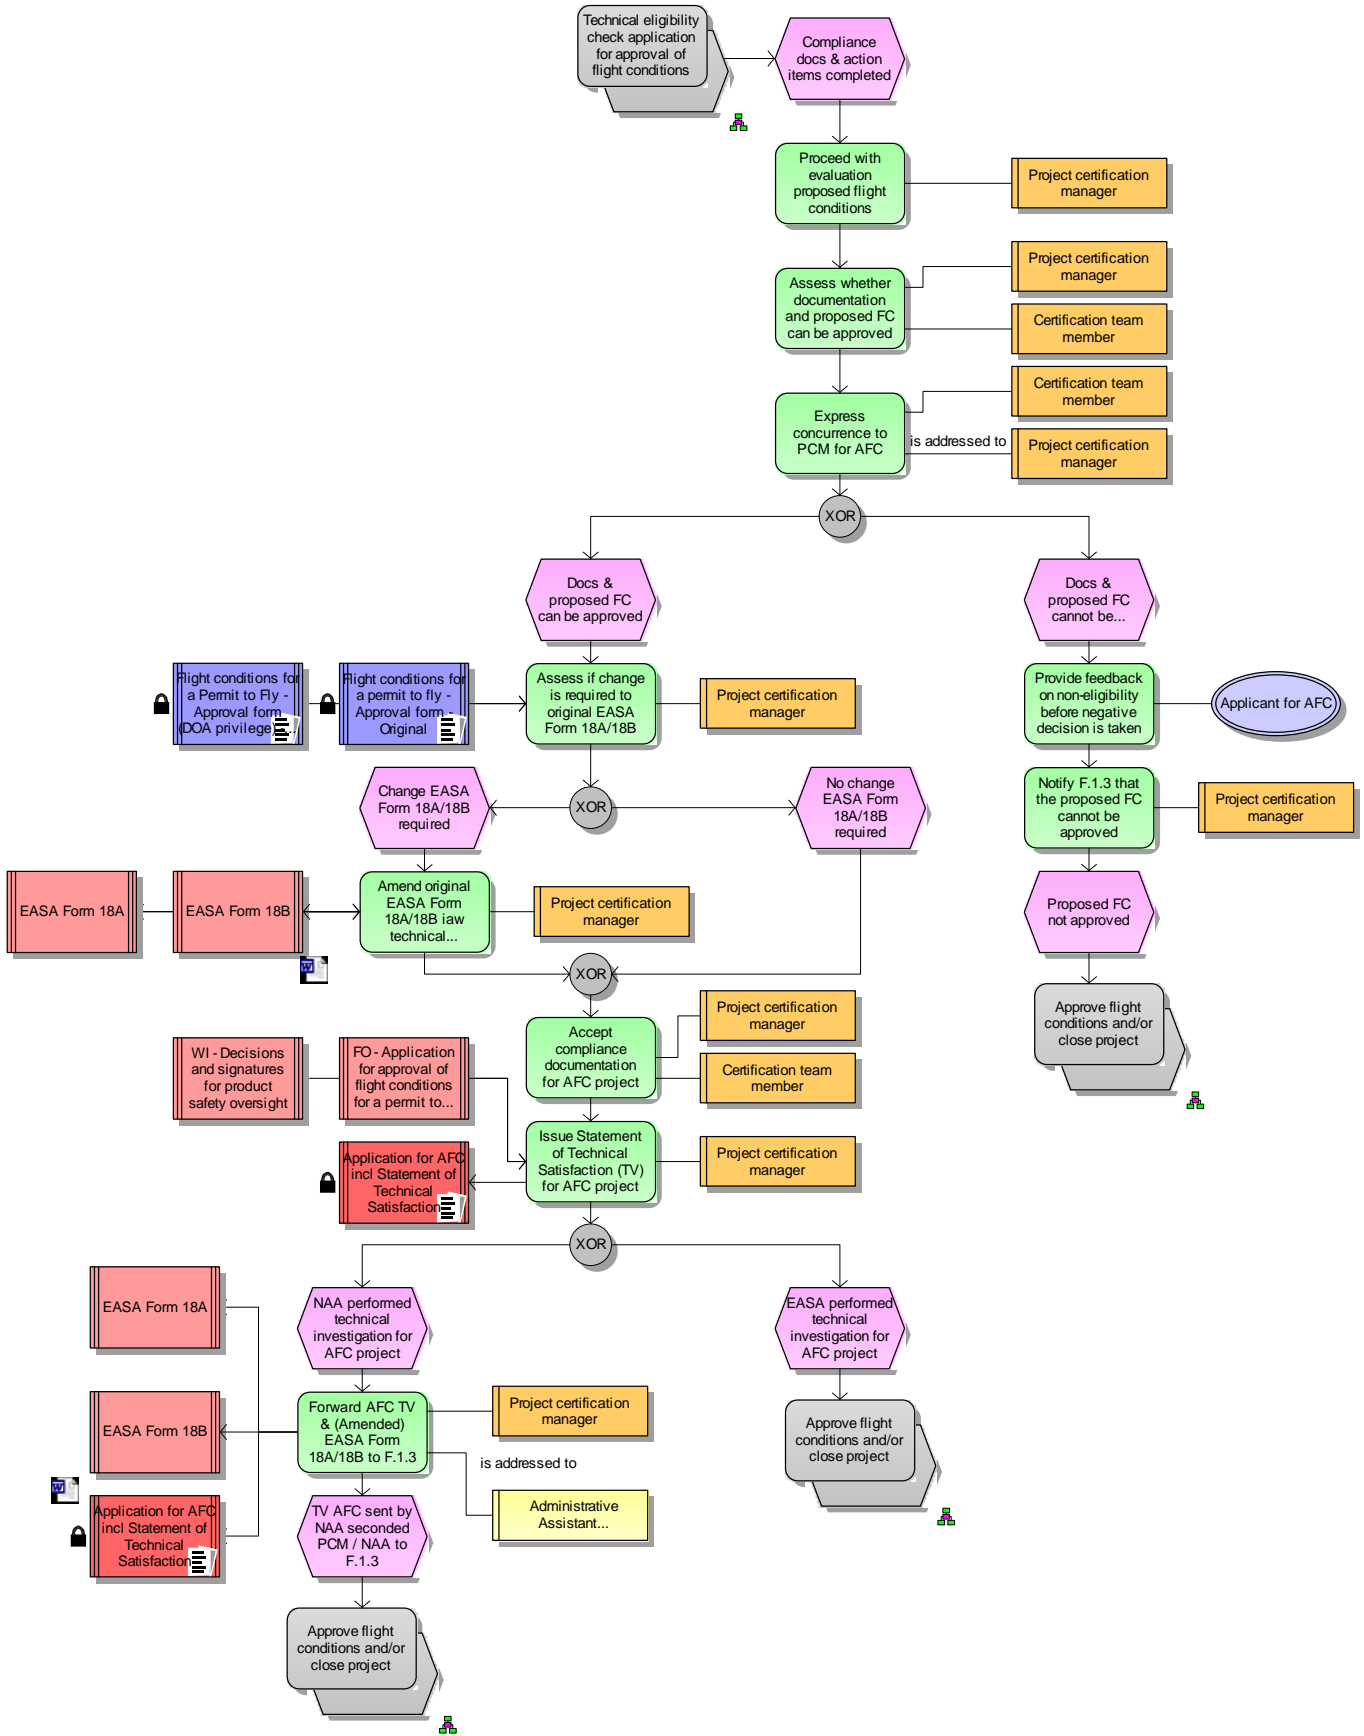 Technical eligibility
check application
for approval of
flight conditions
Compliance
docs & action
items completed
Proceed with
evaluation
proposed flight
conditions
Project certification
manager
Assess whether
documentation
and proposed FC
can be approved
Project certification
manager
Certification team
member
Express
concurrence to
PCM for AFC
Certification team
member
is addressed to
Project certification
manager
XOR
Docs &
proposed FC
can be approved
Docs &
proposed FC
cannot be...
Flight conditions for
a Permit to Fly -
Approval form
(DOA privilege) ...
Flight conditions for
a permit to fly -
Approval form -
Original
Assess if change
is required to
original EASA
Form 18A/18B
Project certification
manager
Provide feedback
on non-eligibility
before negative
decision is taken
Applicant for AFC
Change EASA
Form 18A/18B
required
XOR
No change
EASA Form
18A/18B
required
Notify F.1.3 that
the proposed FC
cannot be
approved
Project certification
manager
EASA Form 18A
EASA Form 18B
Amend original
EASA Form
18A/18B iaw
technical...
Project certification
manager
Proposed FC
not approved
XOR
Approve flight
conditions and/or
close project
WI - Decisions
and signatures
for product
safety oversight
FO - Application
for approval of
flight conditions
for a permit to...
Accept
compliance
documentation
for AFC project
Project certification
manager
Certification team
member
Application for AFC
incl Statement of
Technical
Satisfaction
Issue Statement
of Technical
Satisfaction (TV)
for AFC project
Project certification
manager
XOR
EASA Form 18A
NAA performed
technical
investigation for
AFC project
EASA performed
technical
investigation for
AFC project
EASA Form 18B
Forward AFC TV
& (Amended)
EASA Form
18A/18B to F.1.3
Project certification
manager
is addressed to
Approve flight
conditions and/or
close project
Application for AFC
incl Statement of
Technical
Satisfaction
TV AFC sent by
NAA seconded
PCM / NAA to
F.1.3
Administrative
Assistant...
Approve flight
conditions and/or
close project